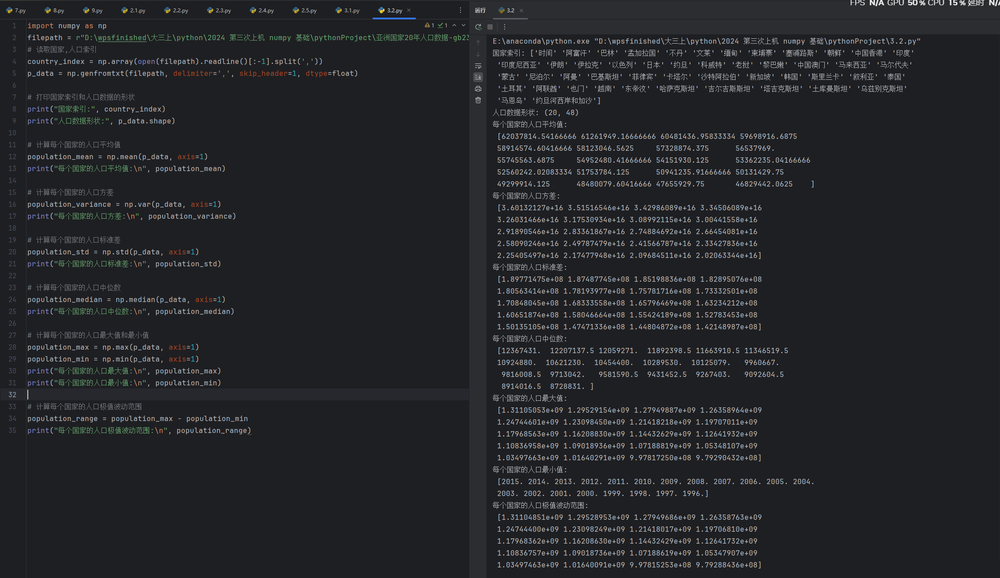 FPS N/A GPU 50 % CPU 15 % 延时 N/
7.py 8.py 9.py 2.1.py 2.2.py 2.3.py 2.4.py 2.5.py 3.1.py 3.2.py
1 import numpy as np
2 filepath = r"D:\wpsfinished\大三上\python\2024 第三次上机 numpy 基础\pythonProject\亚洲国家20年人口数据-gb23
3 # 读取国家,人口索引
4 country_index = np.array(open(filepath).readline()[:-1].split(','))
5 p_data = np.genfromtxt(filepath, delimiter=',', skip_header=1, dtype=float)
6
7 # 打印国家索引和人口数据的形状
8 print("国家索引:", country_index)
9 print("人口数据形状:", p_data.shape)
10
11 # 计算每个国家的人口平均值
12 population_mean = np.mean(p_data, axis=1)
13 print("每个国家的人口平均值:\n", population_mean)
14
15 # 计算每个国家的人口方差
16 population_variance = np.var(p_data, axis=1)
17 print("每个国家的人口方差:\n", population_variance)
18
19 # 计算每个国家的人口标准差
20 population_std = np.std(p_data, axis=1)
21 print("每个国家的人口标准差:\n", population_std)
22
23 # 计算每个国家的人口中位数
24 population_median = np.median(p_data, axis=1)
25 print("每个国家的人口中位数:\n", population_median)
26
27 # 计算每个国家的人口最大值和最小值
28 population_max = np.max(p_data, axis=1)
29 population_min = np.min(p_data, axis=1)
30 print("每个国家的人口最大值:\n", population_max)
31 print("每个国家的人口最小值:\n", population_min)
32
33 # 计算每个国家的人口极值波动范围
34 population_range = population_max - population_min
35 print("每个国家的人口极值波动范围:\n", population_range)
1 1
运行 3.2
E:\anaconda\python.exe "D:\wpsfinished\大三上\python\2024 第三次上机 numpy 基础\pythonProject\3.2.py"
国家索引: ['时间' '阿富汗' '巴林' '孟加拉国' '不丹' '文莱' '缅甸' '柬埔寨' '塞浦路斯' '朝鲜' '中国香港' '印度'
'印度尼西亚' '伊朗' '伊拉克' '以色列' '日本' '约旦' '科威特' '老挝' '黎巴嫩' '中国澳门' '马来西亚' '马尔代夫'
'蒙古' '尼泊尔' '阿曼' '巴基斯坦' '菲律宾' '卡塔尔' '沙特阿拉伯' '新加坡' '韩国' '斯里兰卡' '叙利亚' '泰国'
'土耳其' '阿联酋' '也门' '越南' '东帝汶' '哈萨克斯坦' '吉尔吉斯斯坦' '塔吉克斯坦' '土库曼斯坦' '乌兹别克斯坦'
'马恩岛' '约旦河西岸和加沙']
人口数据形状: (20, 48)
每个国家的人口平均值:
[62037814.54166666 61261949.16666666 60481436.95833334 59698916.6875
58914574.60416666 58123046.5625 57328874.375 56537969.
55745563.6875 54952480.41666666 54151930.125 53362235.04166666
52560242.02083334 51753784.125 50941235.91666666 50131429.75
49299914.125 48480079.60416666 47655929.75 46829442.0625 ]
每个国家的人口方差:
[3.60132127e+16 3.51516546e+16 3.42986089e+16 3.34506089e+16
3.26031466e+16 3.17530934e+16 3.08992115e+16 3.00441558e+16
2.91890546e+16 2.83361867e+16 2.74884692e+16 2.66454081e+16
2.58090246e+16 2.49787479e+16 2.41566787e+16 2.33427836e+16
2.25405497e+16 2.17477948e+16 2.09684511e+16 2.02063344e+16]
每个国家的人口标准差:
[1.89771475e+08 1.87487745e+08 1.85198836e+08 1.82895076e+08
1.80563414e+08 1.78193977e+08 1.75781716e+08 1.73332501e+08
1.70848045e+08 1.68333558e+08 1.65796469e+08 1.63234212e+08
1.60651874e+08 1.58046664e+08 1.55424189e+08 1.52783453e+08
1.50135105e+08 1.47471336e+08 1.44804872e+08 1.42148987e+08]
每个国家的人口中位数:
[12367431. 12207137.5 12059271. 11892398.5 11663910.5 11346519.5
10924880. 10621230. 10454400. 10289530. 10125079. 9960667.
9816008.5 9713042. 9581590.5 9431452.5 9267403. 9092604.5
8914016.5 8728831. ]
每个国家的人口最大值:
[1.31105053e+09 1.29529154e+09 1.27949887e+09 1.26358964e+09
1.24744601e+09 1.23098450e+09 1.21418218e+09 1.19707011e+09
1.17968563e+09 1.16208830e+09 1.14432629e+09 1.12641932e+09
1.10836958e+09 1.09018936e+09 1.07188819e+09 1.05348107e+09
1.03497663e+09 1.01640291e+09 9.97817250e+08 9.79290432e+08]
每个国家的人口最小值:
[2015. 2014. 2013. 2012. 2011. 2010. 2009. 2008. 2007. 2006. 2005. 2004.
2003. 2002. 2001. 2000. 1999. 1998. 1997. 1996.]
每个国家的人口极值波动范围:
[1.31104851e+09 1.29528953e+09 1.27949686e+09 1.26358763e+09
1.24744400e+09 1.23098249e+09 1.21418017e+09 1.19706810e+09
1.17968362e+09 1.16208630e+09 1.14432429e+09 1.12641732e+09
1.10836757e+09 1.09018736e+09 1.07188619e+09 1.05347907e+09
1.03497463e+09 1.01640091e+09 9.97815253e+08 9.79288436e+08]